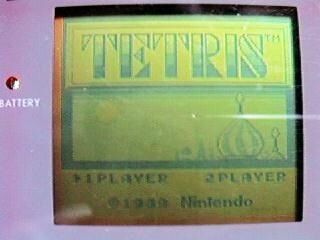 TETRIS™
BATTERY
1PLAYER 2PLAYER
©1989 Nintendo